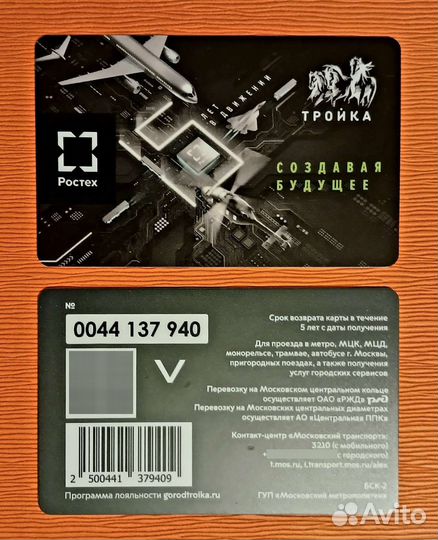 ЛЕТ
В ДВИЖЕНИИ
ТРОЙКА
Ростех
СОЗДАВАЯ
БУДУЩЕЕ
№
0044 137 940
Срок возврата карты в течение
5 лет с даты получения
Для проезда в метро, МЦК, МЦД,
монорельсе, трамвае, автобусе г. Москвы,
пригородных поездах, а также получения
услуг городских сервисов
Перевозку на Московском центральном кольце
осуществляет ОАО «РЖД» РЖД
Перевозку на Московских центральных диаметрах
осуществляет АО «Центральная ППК»
Контакт-центр «Московский транспорт»:
3210 (с мобильного)
с городского)
t.mos.ru, i.transport.mos.ru/ale
2 500441 379409
Программа лояльности gorodtroika.ru
БСК-2
ГУП «Московский метрополитен»
Avito